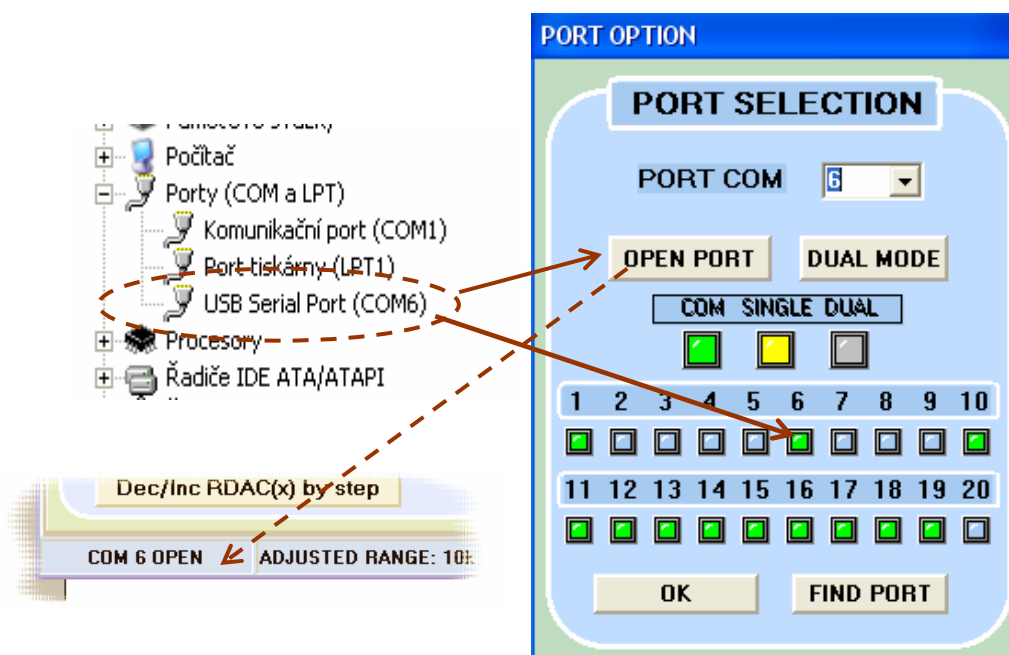 Počítač
Porty (COM a LPT)
Komunikační port (COM1)
Port tiskárny (LPT1)
USB Serial Port (COM6)
Procesory
Řadiče IDE ATA/ATAPI
Dec/Inc RDAC(x) by step
COM 6 OPEN ADJUSTED RANGE:
PORT OPTION
PORT SELECTION
PORT COM 6
OPEN PORT DUAL MODE
COM SINGLE DUAL
1 2 3 4 5 6 7 8 9 10
11 12 13 14 15 16 17 18 19 20
OK FIND PORT